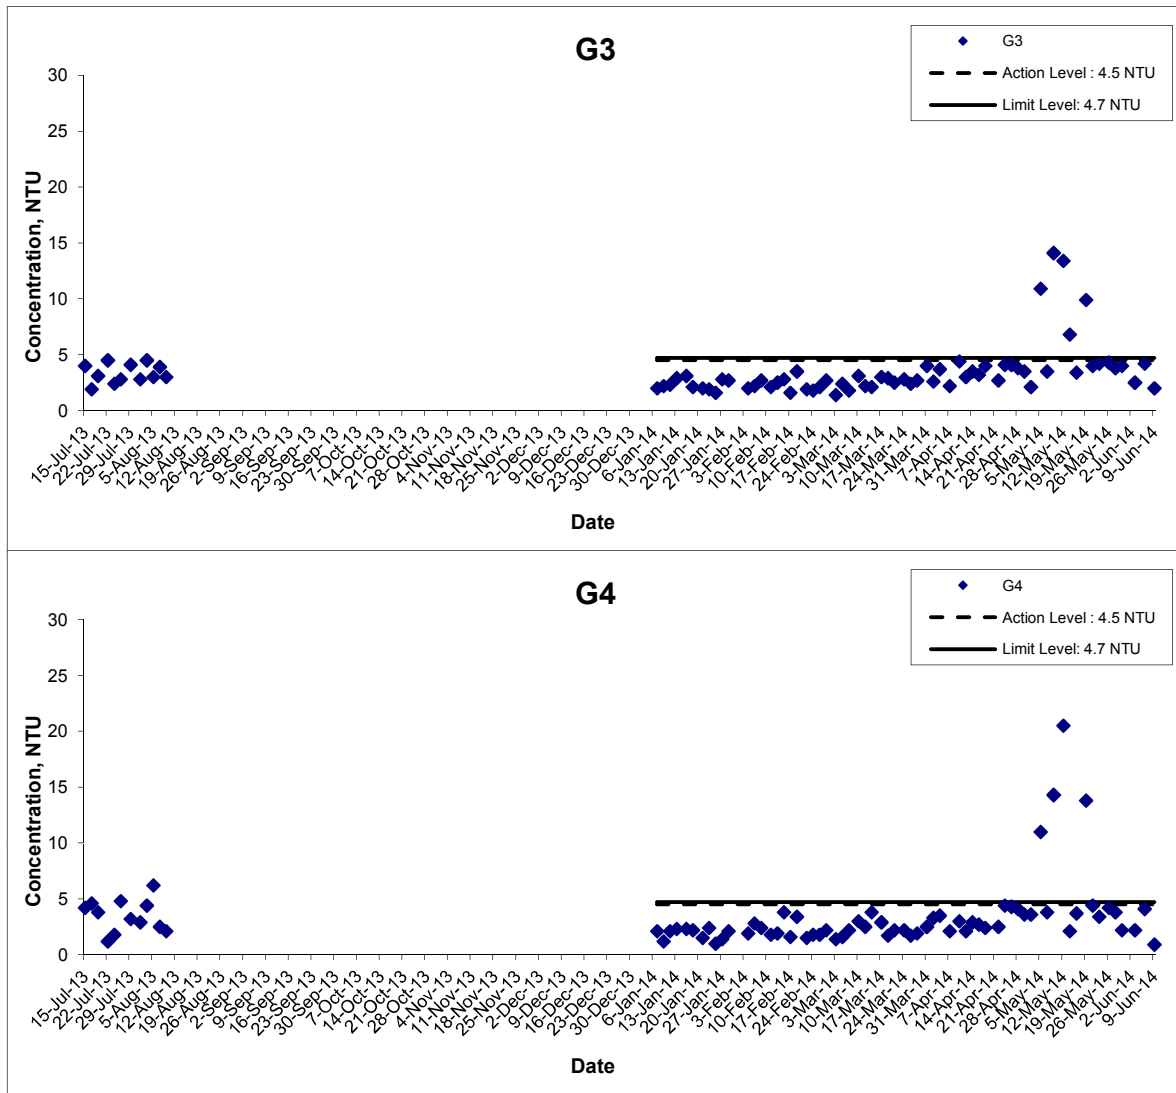 G3
G3
Action Level : 4.5 NTU
Limit Level: 4.7 NTU
Concentration, NTU
30
25
20
15
10
5
0
15-Jul-13
22-Jul-13
29-Jul-13
5-Aug-13
12-Aug-13
19-Aug-13
26-Aug-13
2-Sep-13
9-Sep-13
16-Sep-13
23-Sep-13
30-Sep-13
7-Oct-13
14-Oct-13
21-Oct-13
28-Oct-13
4-Nov-13
11-Nov-13
18-Nov-13
25-Nov-13
2-Dec-13
9-Dec-13
16-Dec-13
23-Dec-13
30-Dec-13
6-Jan-14
13-Jan-14
20-Jan-14
27-Jan-14
3-Feb-14
10-Feb-14
17-Feb-14
24-Feb-14
3-Mar-14
10-Mar-14
17-Mar-14
24-Mar-14
31-Mar-14
7-Apr-14
14-Apr-14
21-Apr-14
28-Apr-14
5-May-14
12-May-14
19-May-14
26-May-14
2-Jun-14
9-Jun-14
Date
G4
G4
Action Level : 4.5 NTU
Limit Level: 4.7 NTU
Concentration, NTU
30
25
20
15
10
5
0
15-Jul-13
22-Jul-13
29-Jul-13
5-Aug-13
12-Aug-13
19-Aug-13
26-Aug-13
2-Sep-13
9-Sep-13
16-Sep-13
23-Sep-13
30-Sep-13
7-Oct-13
14-Oct-13
21-Oct-13
28-Oct-13
4-Nov-13
11-Nov-13
18-Nov-13
25-Nov-13
2-Dec-13
9-Dec-13
16-Dec-13
23-Dec-13
30-Dec-13
6-Jan-14
13-Jan-14
20-Jan-14
27-Jan-14
3-Feb-14
10-Feb-14
17-Feb-14
24-Feb-14
3-Mar-14
10-Mar-14
17-Mar-14
24-Mar-14
31-Mar-14
7-Apr-14
14-Apr-14
21-Apr-14
28-Apr-14
5-May-14
12-May-14
19-May-14
26-May-14
2-Jun-14
9-Jun-14
Date